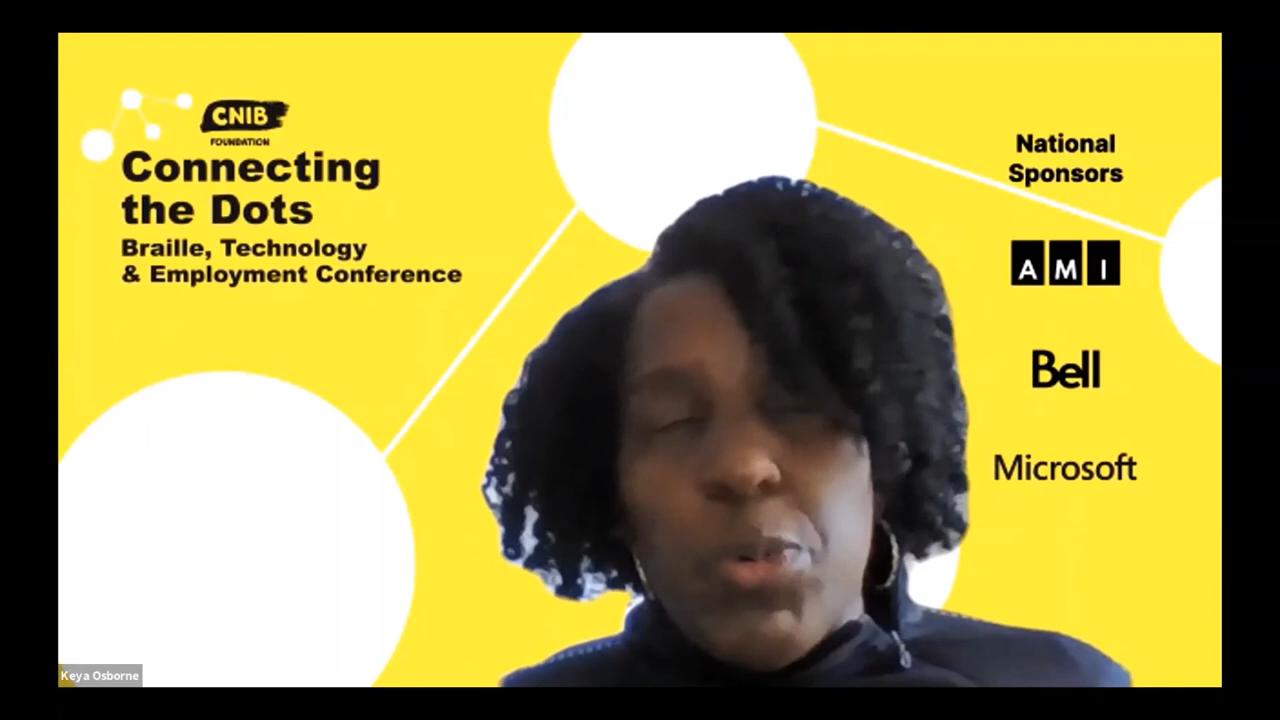 CNIB
FOUNDATION
Connecting
the Dots
Braille, Technology
& Employment Conference
National
Sponsors
AMI
Bell
Microsoft
Keya Osborne